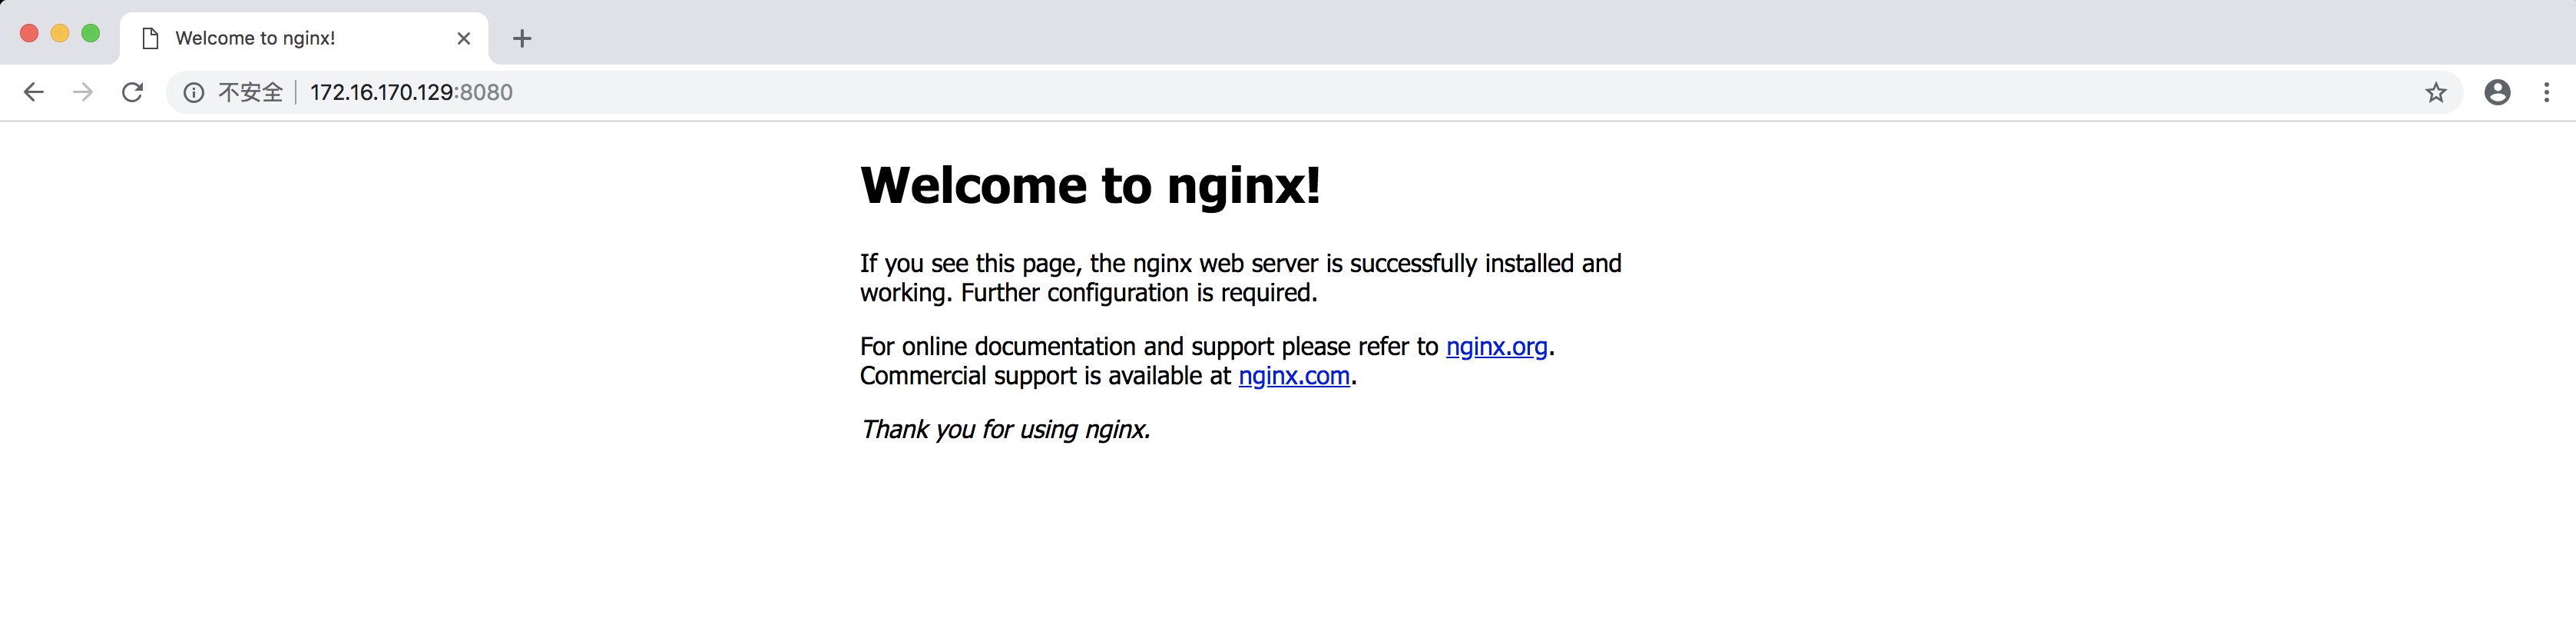 Welcome to nginx!
不安全 172.16.170.129:8080
Welcome to nginx!
If you see this page, the nginx web server is successfully installed and
working. Further configuration is required.
For online documentation and support please refer to nginx.org.
Commercial support is available at nginx.com.
Thank you for using nginx.